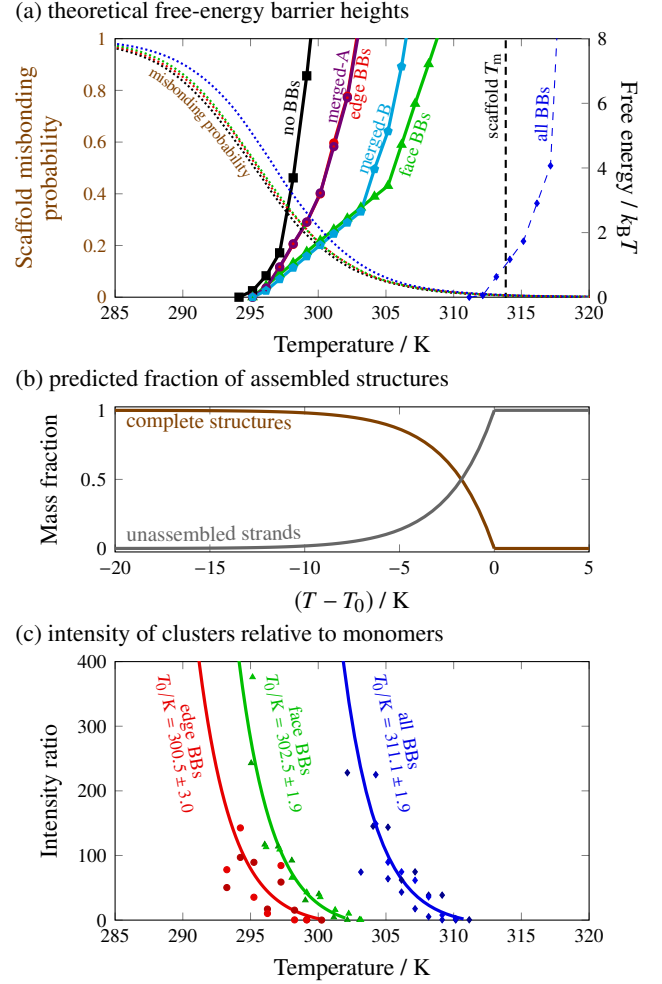 (a) theoretical free-energy barrier heights
Scaffold misbonding
probability
1
0.8
0.6
0.4
0.2
0
misbonding probability
no BBs
merged-A
edge BBs
merged-B
face BBs
scaffold Tm
all BBs
8
6
4
2
0
Free energy / kBT
285 290 295 300 305 310 315 320
Temperature / K
(b) predicted fraction of assembled structures
Mass fraction
1
0.5
0
complete structures
unassembled strands
−20 −15 −10 −5 0 5
(T − T0) / K
(c) intensity of clusters relative to monomers
Intensity ratio
400
300
200
100
0
edge BBs
T0/K = 300.5 ± 3.0
face BBs
T0/K = 302.5 ± 1.9
all BBs
T0/K = 311.1 ± 1.9
285 290 295 300 305 310 315 320
Temperature / K